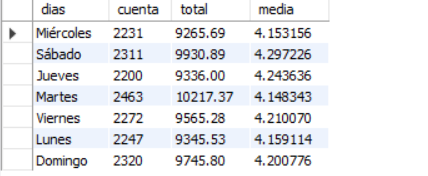 dias cuenta total media
Miércoles 2231 9265.69 4.153156
Sábado 2311 9930.89 4.297226
Jueves 2200 9336.00 4.243636
Martes 2463 10217.37 4.148343
Viernes 2272 9565.28 4.210070
Lunes 2247 9345.53 4.159114
Domingo 2320 9745.80 4.200776